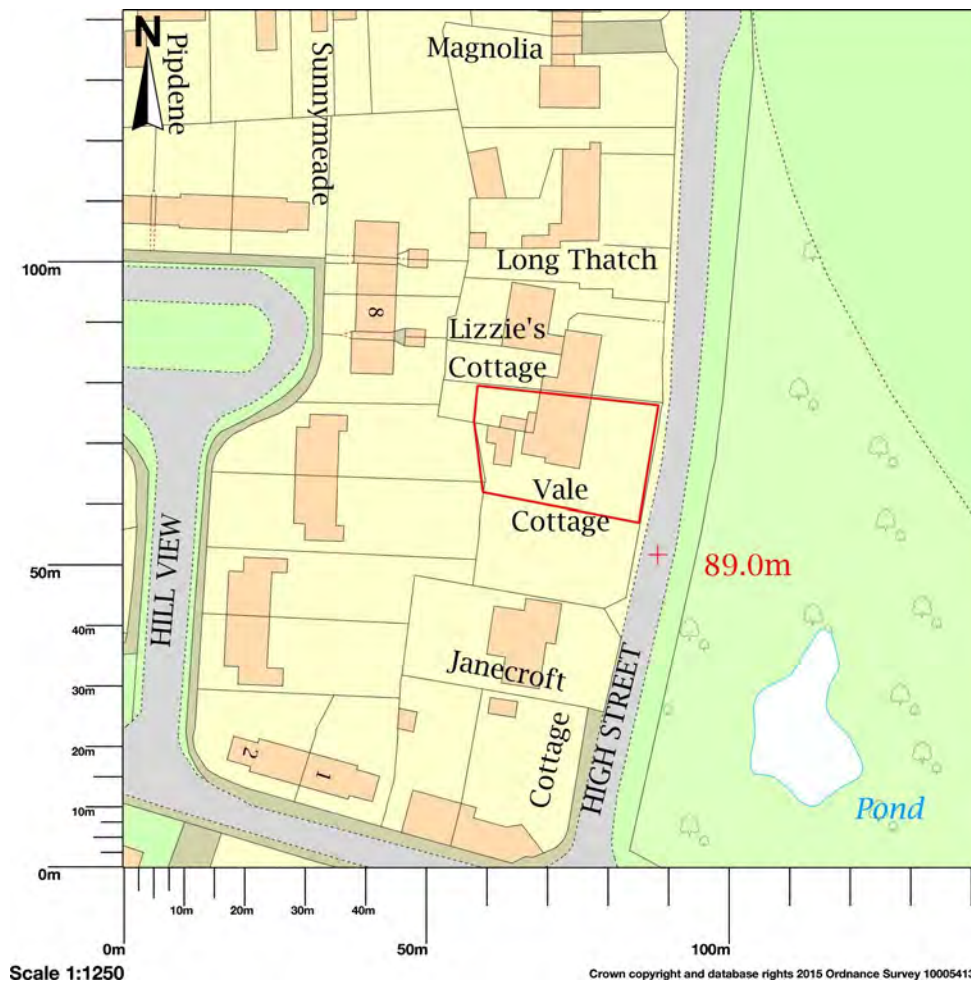 N
Pipdene
Sunnymeade
Magnolia
Long Thatch
100m
8
Lizzie's
Cottage
Vale
Cottage
HILL VIEW
50m
89.0m
40m
Janecroft
30m
HIGH STREET
Cottage
20m
2
1
10m
Pond
0m
10m
20m
30m
40m
0m
50m
100m
Scale 1:1250
Crown copyright and database rights 2015 Ordnance Survey 10005413